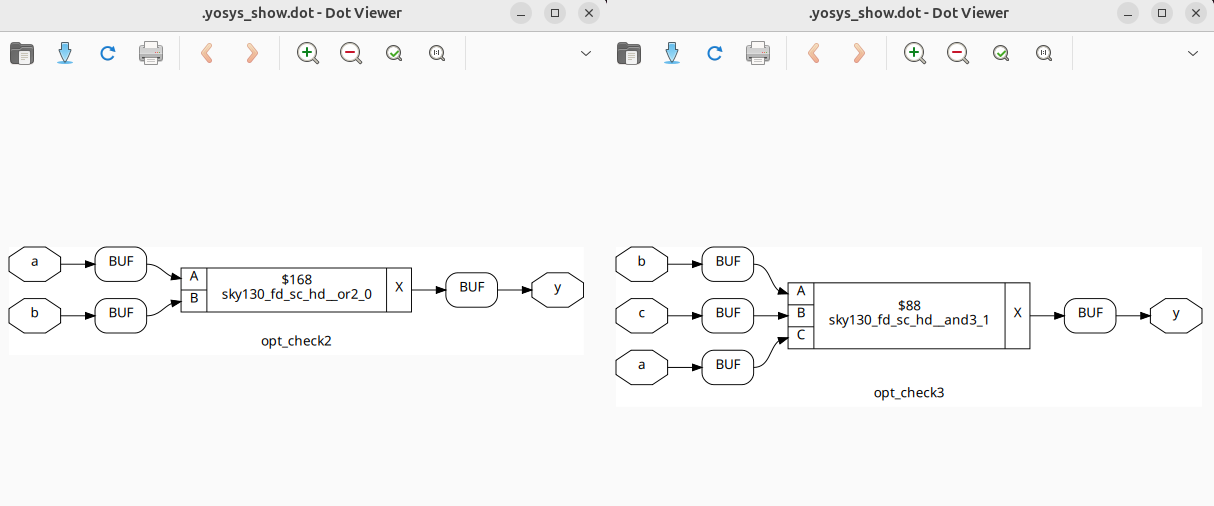 .yosys_show.dot - Dot Viewer
a
BUF
b
BUF
A
B
$168
sky130_fd_sc_hd__or2_0
X
BUF
y
opt_check2
.yosys_show.dot - Dot Viewer
b
BUF
c
BUF
a
BUF
A
B
C
$88
sky130_fd_sc_hd__and3_1
X
BUF
y
opt_check3